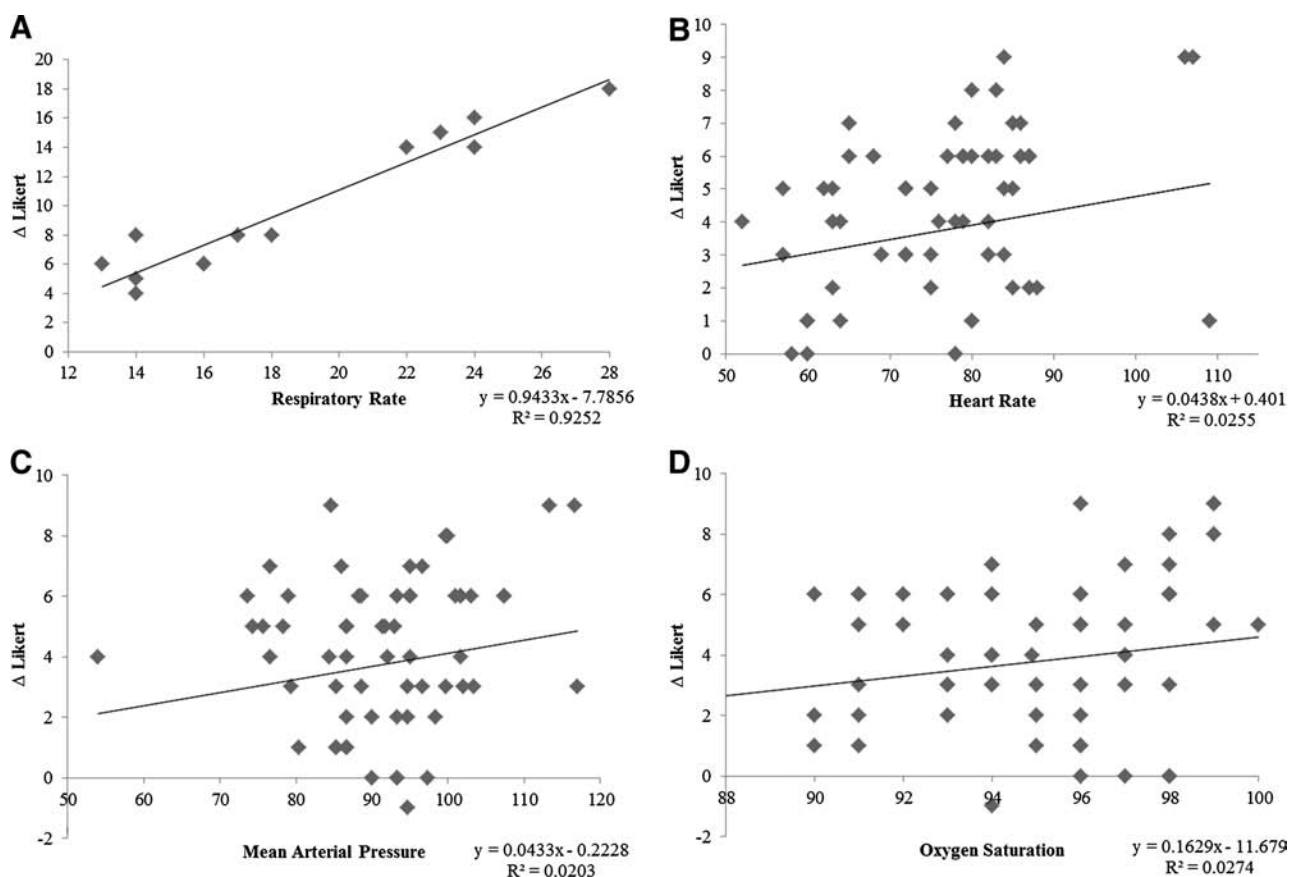 A
20
18
16
14
12
10
8
6
4
2
0
Δ Likert
12 14 16 18 20 22 24 26 28
Respiratory Rate
y = 0.9433x - 7.7856
R² = 0.9252
B
10
9
8
7
6
5
4
3
2
1
0
Δ Likert
50 60 70 80 90 100 110
Heart Rate
y = 0.0438x + 0.401
R² = 0.0255
C
10
8
6
4
2
0
-2
Δ Likert
50 60 70 80 90 100 110 120
Mean Arterial Pressure
y = 0.0433x - 0.2228
R² = 0.0203
D
10
8
6
4
2
0
-2
Δ Likert
88 90 92 94 96 98 100
Oxygen Saturation
y = 0.1629x - 11.679
R² = 0.0274